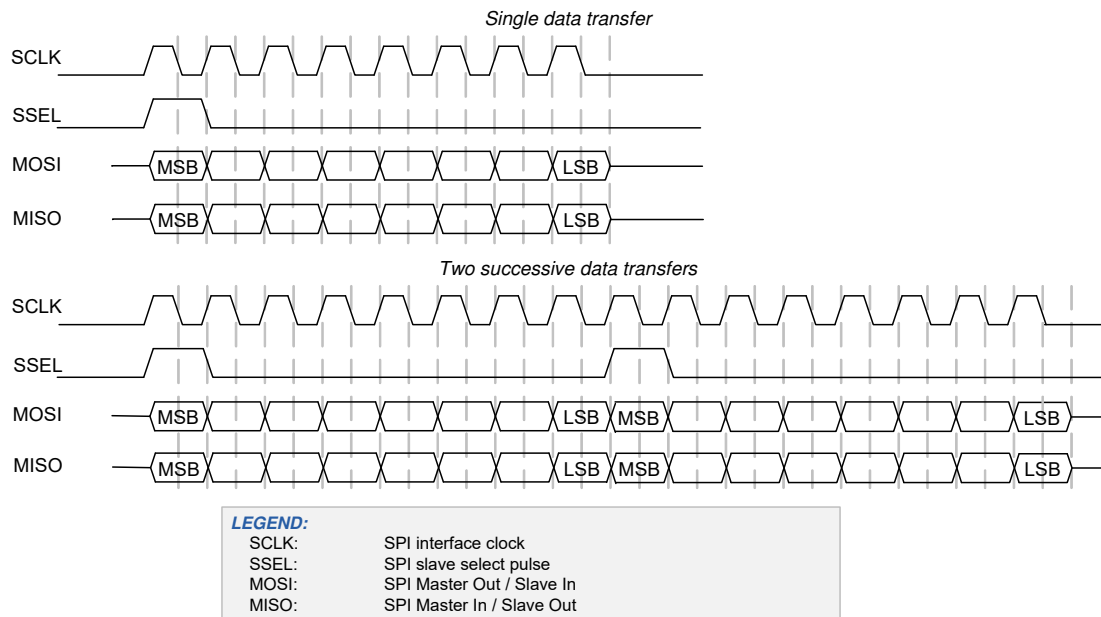 Single data transfer
SCLK
SSEL
MOSI MSB LSB
MISO MSB LSB
Two successive data transfers
SCLK
SSEL
MOSI MSB LSB MSB LSB
MISO MSB LSB MSB LSB
LEGEND:
SCLK: SPI interface clock
SSEL: SPI slave select pulse
MOSI: SPI Master Out / Slave In
MISO: SPI Master In / Slave Out